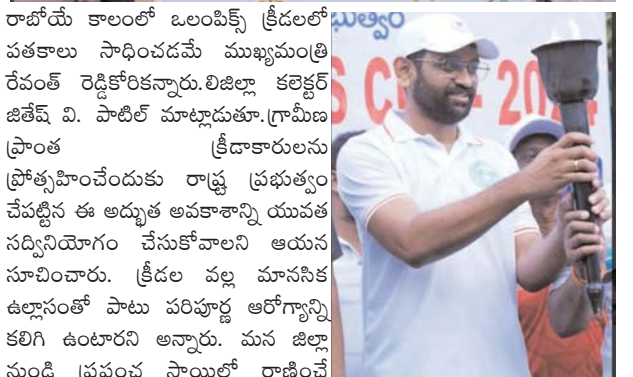 రాబోయే కాలంలో ఒలంపిక్స్ క్రీడలలో
పతకాలు సాధించడమే ముఖ్యమంత్రి
రేవంత్ రెడ్డికోరికన్నారు.లిజిల్లా కలెక్టర్
జితేష్ వి. పాటిల్ మాట్లాడుతూ.గ్రామీణ
ప్రాంత క్రీడాకారులను
ప్రోత్సహించేందుకు రాష్ట్ర ప్రభుత్వం
చేపట్టిన ఈ అద్భుత అవకాశాన్ని యువత
సద్వినియోగం చేసుకోవాలని ఆయన
సూచించారు. క్రీడల వల్ల మానసిక
ఉల్లాసంతో పాటు పరిపూర్ణ ఆరోగ్యాన్ని
కలిగి ఉంటారని అన్నారు. మన జిల్లా
నుండి ప్రపంచ స్థాయిలో రాణించే